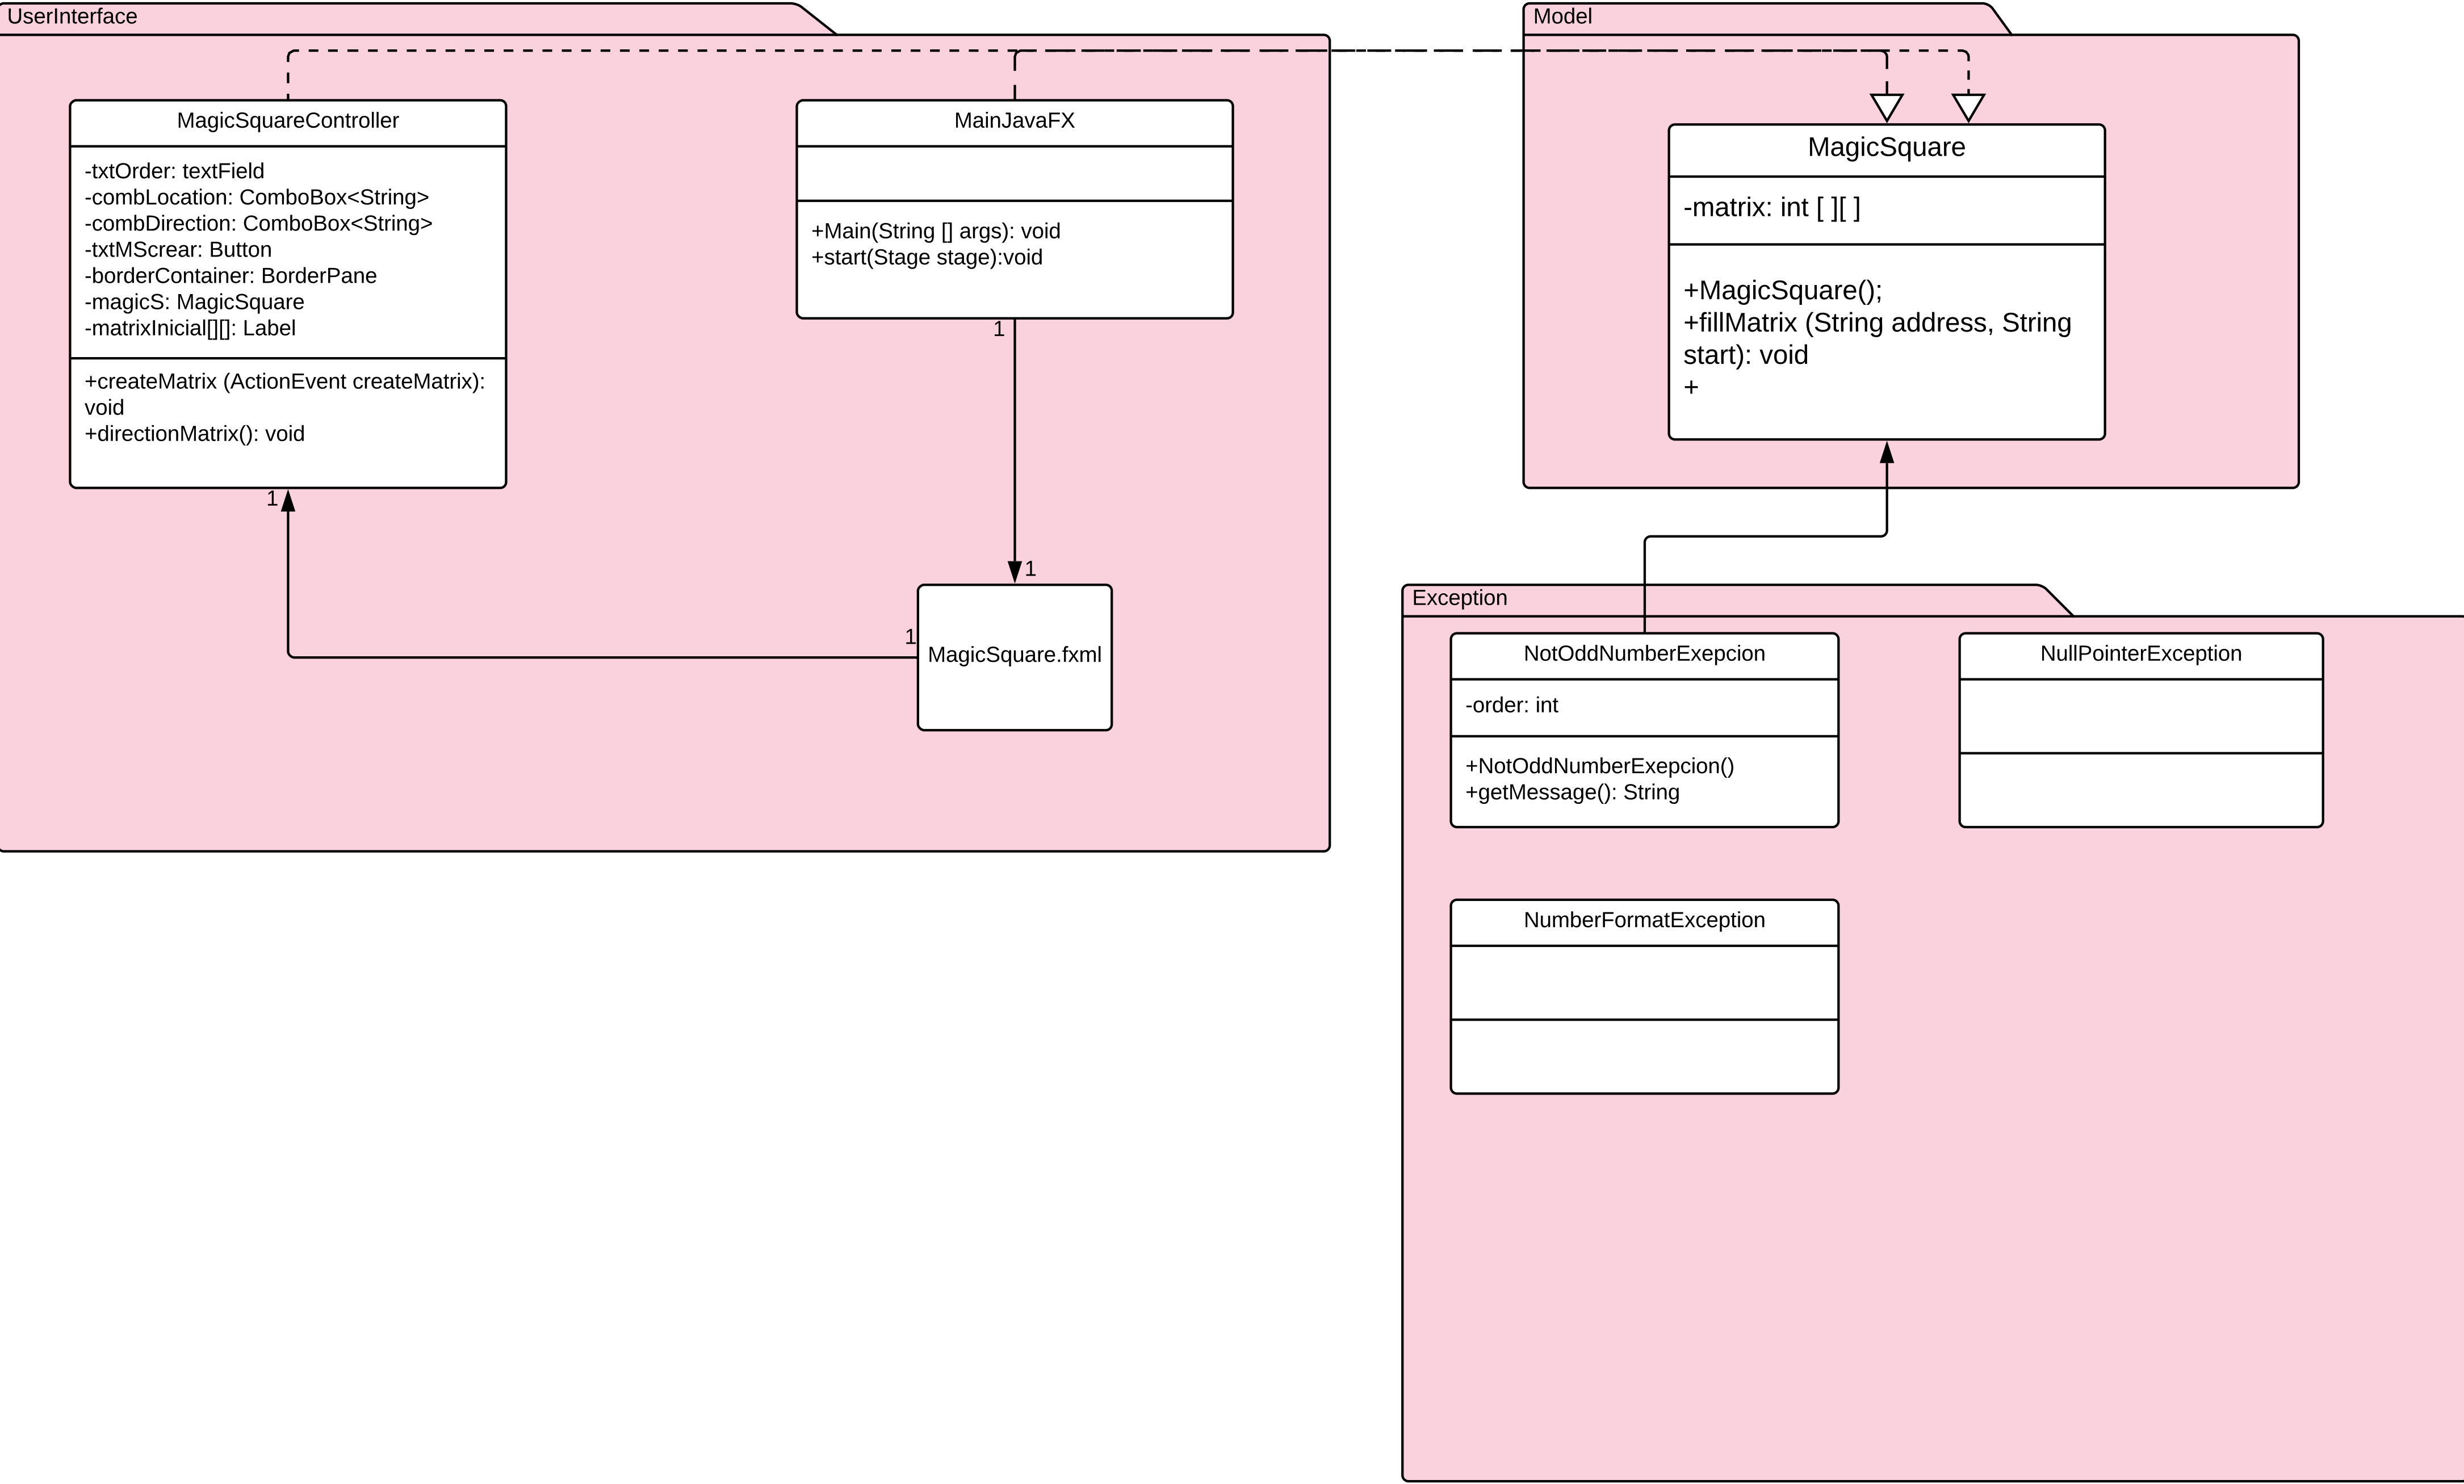 UserInterface
MagicSquareController
-txtOrder: textField
-combLocation: ComboBox<String>
-combDirection: ComboBox<String>
-txtMScrear: Button
-borderContainer: BorderPane
-magicS: MagicSquare
-matrixInicial[][]: Label
+createMatrix (ActionEvent createMatrix):
void
+directionMatrix(): void
1
MainJavaFX
+Main(String [] args): void
+start(Stage stage):void
1
1
1
MagicSquare.fxml
Model
MagicSquare
-matrix: int [ ][ ]
+MagicSquare();
+fillMatrix (String address, String
start): void
+
Exception
NotOddNumberExepcion
-order: int
+NotOddNumberExepcion()
+getMessage(): String
NullPointerException
NumberFormatException